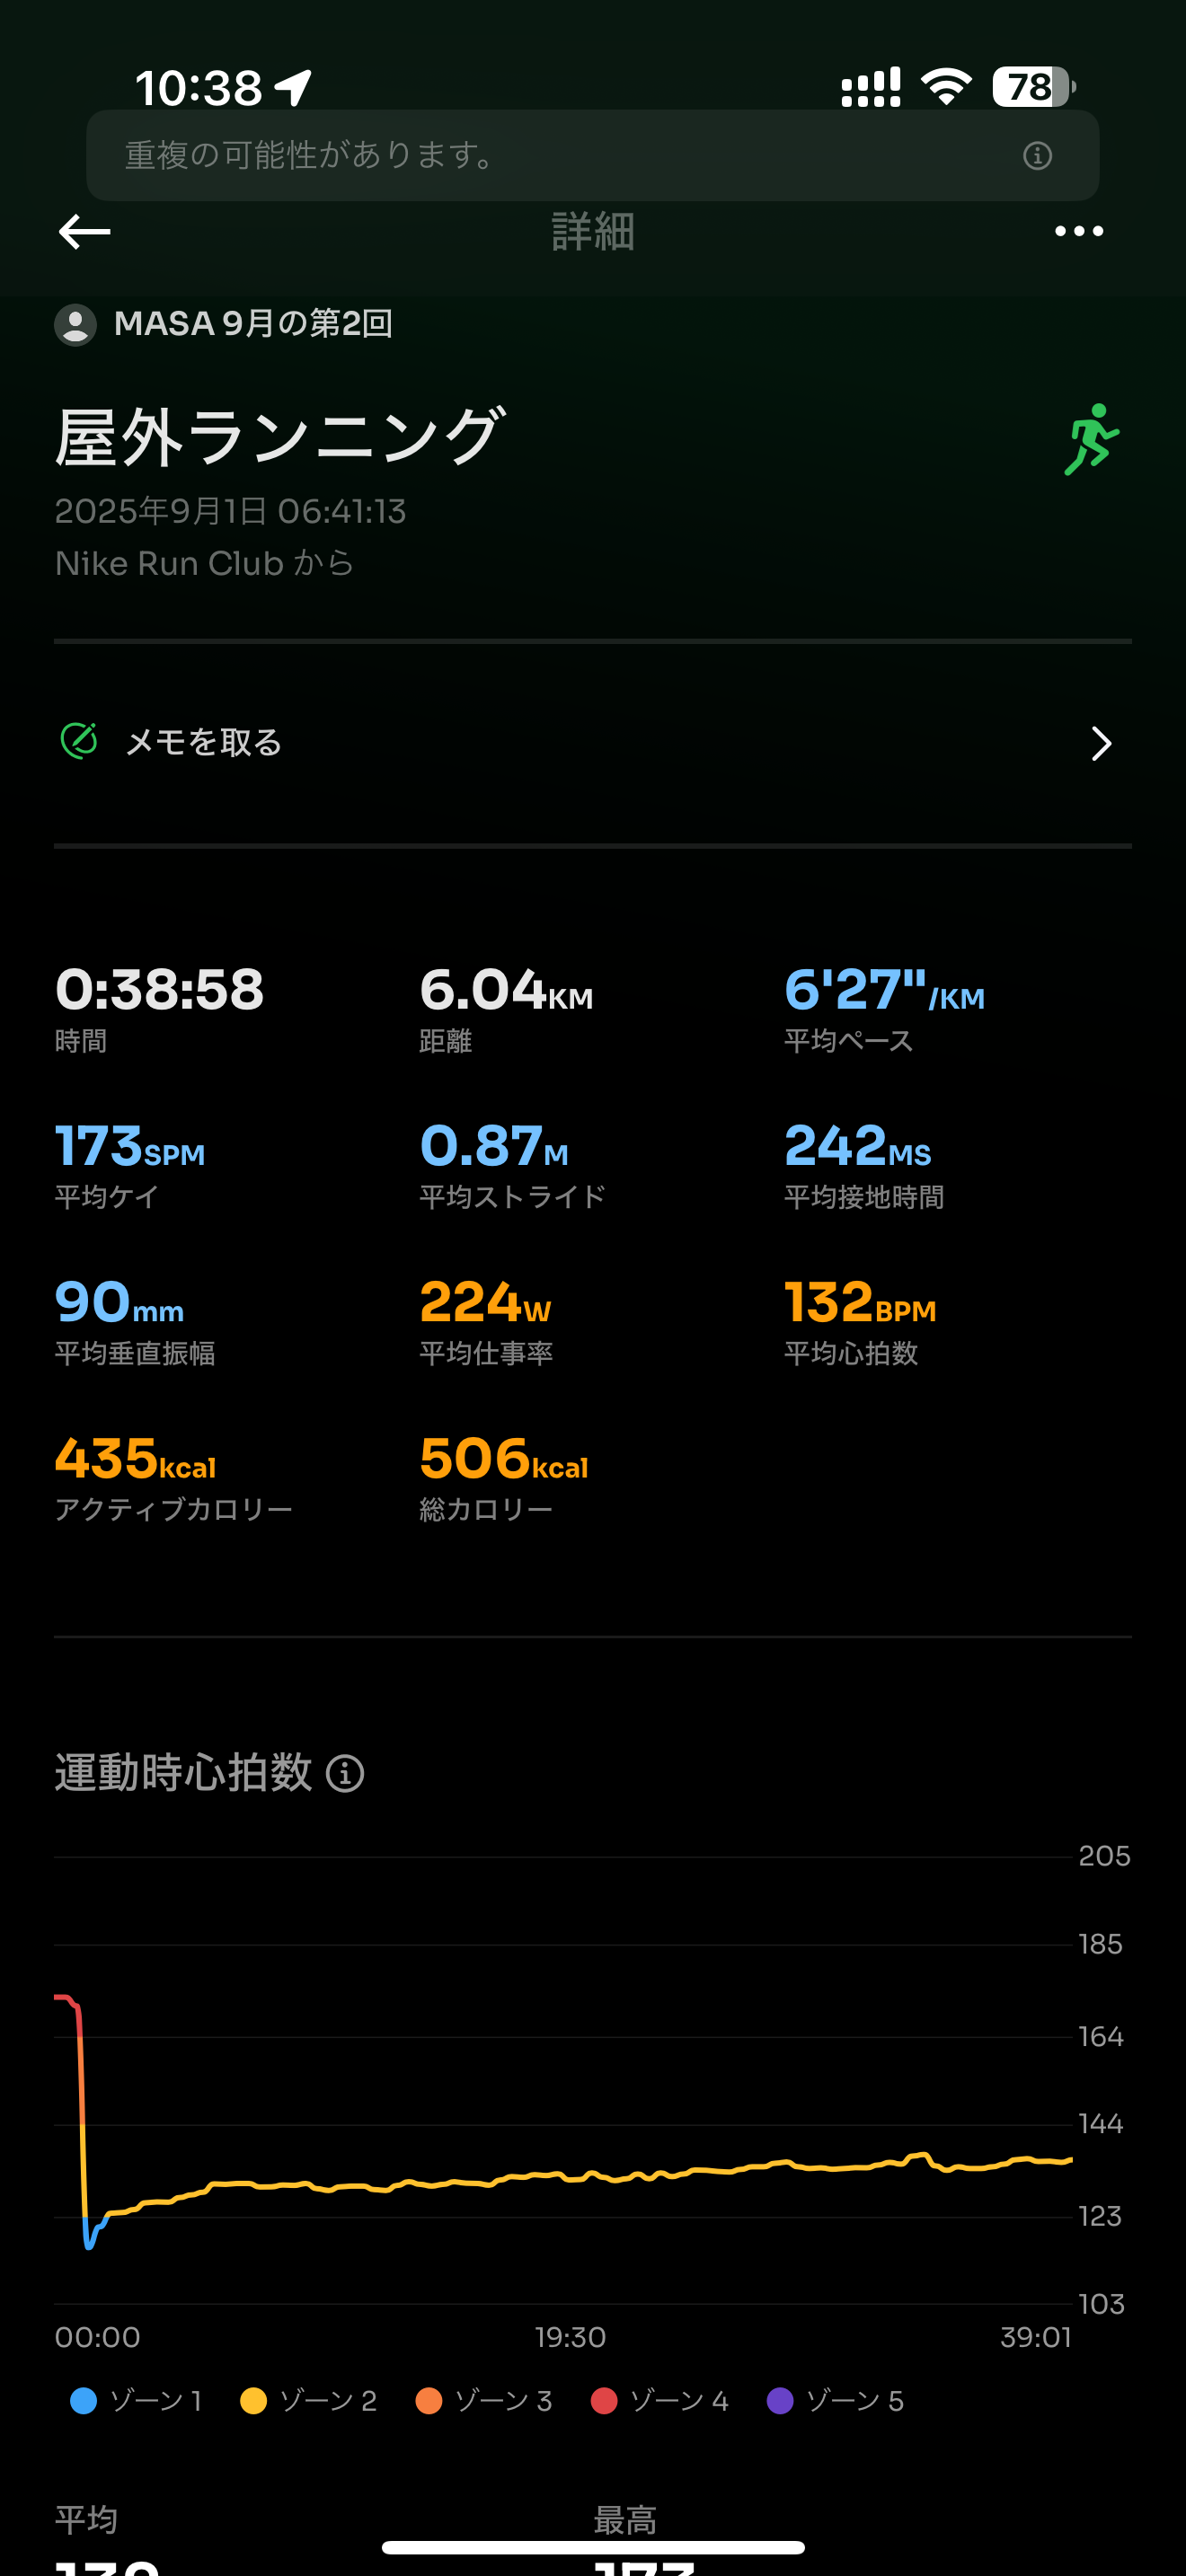 10:38
78
重複の可能性があります。
詳細
MASA 9月の第2回
屋外ランニング
2025年9月1日 06:41:13
Nike Run Club から
メモを取る
0:38:58 6.04KM 6'27"/KM
時間 距離 平均ペース
173SPM 0.87M 242MS
平均ケイ 平均ストライド 平均接地時間
90mm 224W 132BPM
平均垂直振幅 平均仕事率 平均心拍数
435kcal 506kcal
アクティブカロリー 総カロリー
運動時心拍数
205
185
164
144
123
103
00:00 19:30 39:01
ゾーン 1 ゾーン 2 ゾーン 3 ゾーン 4 ゾーン 5
平均 最高